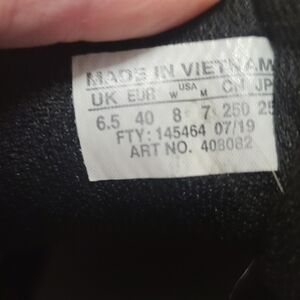 MADE IN VIETNAM
UK EUR W USA M CN JP
6.5 40 8 7 250 25
FTY: 145464 07/19
ART NO. 408082